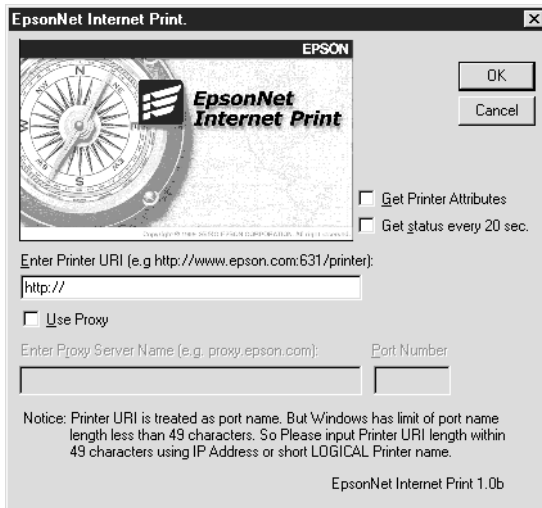 EpsonNet Internet Print.
EPSON
EpsonNet
Internet Print
OK
Cancel
Get Printer Attributes
Get status every 20 sec.
Enter Printer URI (e.g http://www.epson.com:631/printer):
http://
Use Proxy
Enter Proxy Server Name (e.g. proxy.epson.com):
Port Number
Notice: Printer URI is treated as port name. But Windows has limit of port name
length less than 49 characters. So Please input Printer URI length within
49 characters using IP Address or short LOGICAL Printer name.
EpsonNet Internet Print 1.0b